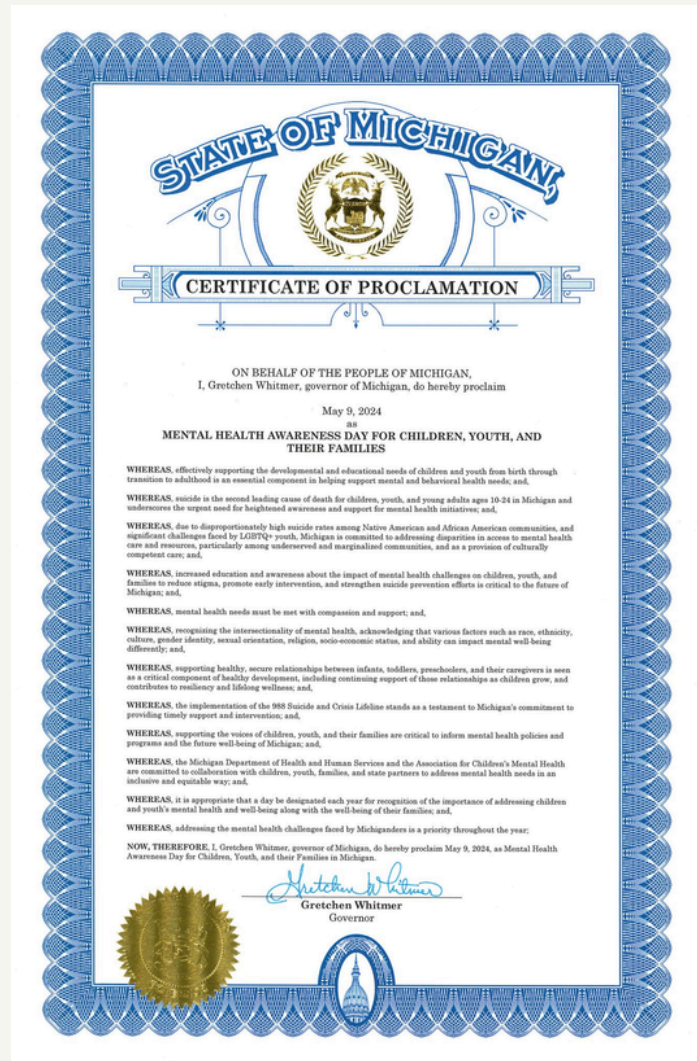 STATE OF MICHIGAN
CERTIFICATE OF PROCLAMATION
ON BEHALF OF THE PEOPLE OF MICHIGAN,
I, Gretchen Whitmer, governor of Michigan, do hereby proclaim
May 9, 2024
as
MENTAL HEALTH AWARENESS DAY FOR CHILDREN, YOUTH, AND
THEIR FAMILIES
WHEREAS, effectively supporting the developmental and educational needs of children and youth from birth through
transition to adulthood is an essential component in helping support mental and behavioral health needs; and,
WHEREAS, suicide is the second leading cause of death for children, youth, and young adults ages 10-24 in Michigan and
underscores the urgent need for heightened awareness and support for mental health initiatives; and,
WHEREAS, due to disproportionately high suicide rates among Native American and African American communities, and
significant challenges faced by LGBTQ+ youth, Michigan is committed to addressing disparities in access to mental health
care and resources, particularly among underserved and marginalized communities, and as a provision of culturally
competent care; and,
WHEREAS, increased education and awareness about the impact of mental health challenges on children, youth, and
families to reduce stigma, promote early intervention, and strengthen suicide prevention efforts is critical to the future of
Michigan; and,
WHEREAS, mental health needs must be met with compassion and support; and,
WHEREAS, recognizing the intersectionality of mental health, acknowledging that various factors such as race, ethnicity,
culture, gender identity, sexual orientation, religion, socio-economic status, and ability can impact mental well-being
differently; and,
WHEREAS, supporting healthy, secure relationships between infants, toddlers, preschoolers, and their caregivers is seen
as a critical component of healthy development, including continuing support of those relationships as children grow, and
contributes to resiliency and lifelong wellness; and,
WHEREAS, the implementation of the 988 Suicide and Crisis Lifeline stands as a testament to Michigan's commitment to
providing timely support and intervention; and,
WHEREAS, supporting the voices of children, youth, and their families are critical to inform mental health policies and
programs and the future well-being of Michigan; and,
WHEREAS, the Michigan Department of Health and Human Services and the Association for Children's Mental Health
are committed to collaboration with children, youth, families, and state partners to address mental health needs in an
inclusive and equitable way; and,
WHEREAS, it is appropriate that a day be designated each year for recognition of the importance of addressing children
and youth's mental health and well-being along with the well-being of their families; and,
WHEREAS, addressing the mental health challenges faced by Michiganders is a priority throughout the year;
NOW, THEREFORE, I, Gretchen Whitmer, governor of Michigan, do hereby proclaim May 9, 2024, as Mental Health
Awareness Day for Children, Youth, and their Families in Michigan.
Gretchen Whitmer
Gretchen Whitmer
Governor